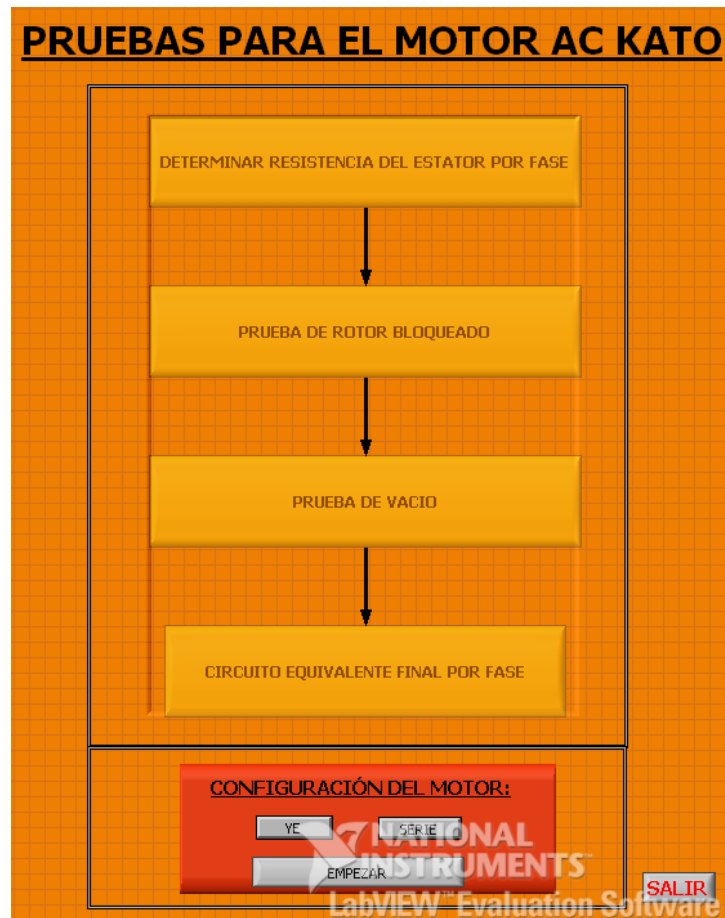 PRUEBAS PARA EL MOTOR AC KATO
DETERMINAR RESISTENCIA DEL ESTATOR POR FASE
PRUEBA DE ROTOR BLOQUEADO
PRUEBA DE VACIO
CIRCUITO EQUIVALENTE FINAL POR FASE
CONFIGURACIÓN DEL MOTOR:
YE
SERIE
EMPEZAR
NATIONAL
INSTRUMENTS
LabVIEW™ Evaluation Software
SALIR